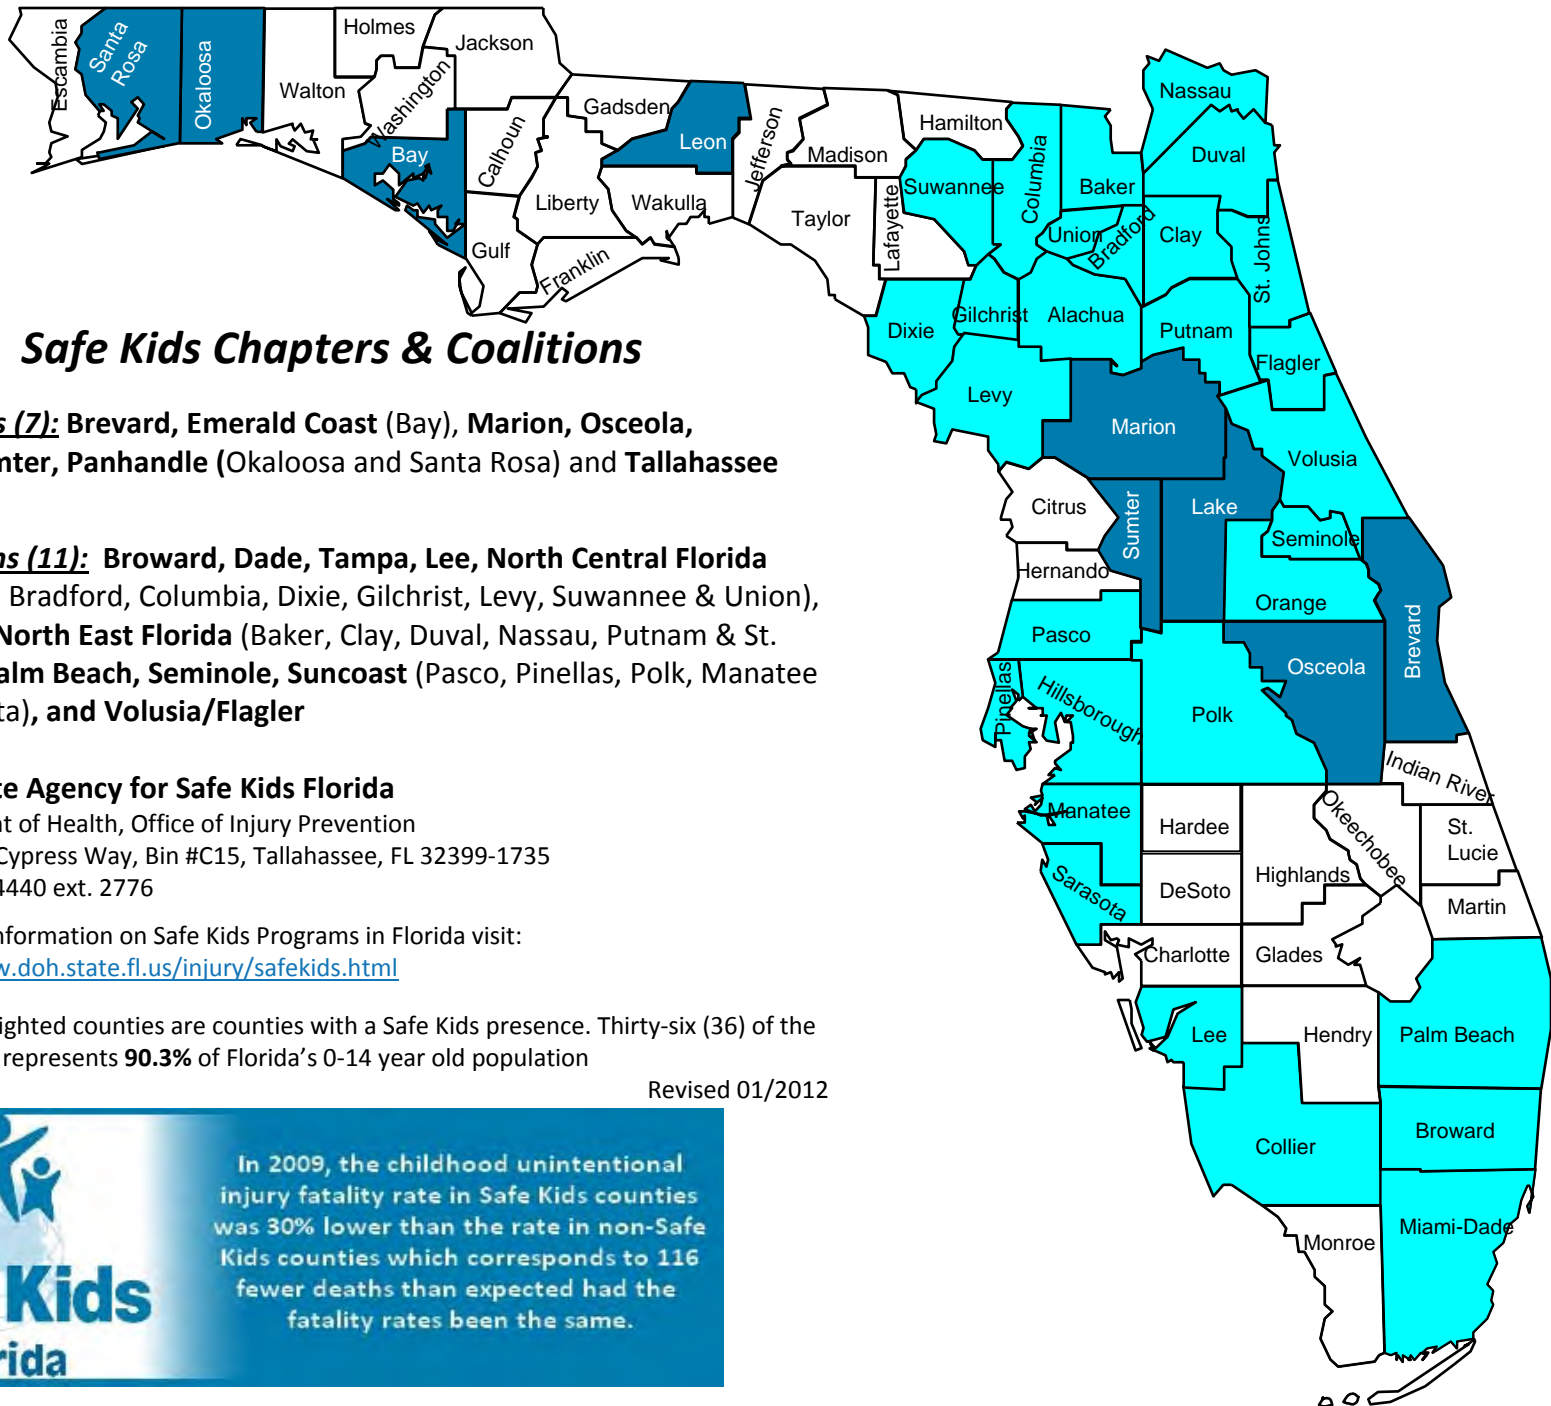 Holmes
Jackson
Escambia
Santa
Rosa
Okaloosa
Walton
Washington
Bay
Calhoun
Gulf
Gadsden
Liberty
Franklin
Leon
Wakulla
Jefferson
Madison
Taylor
Hamilton
Lafayette
Suwannee
Columbia
Baker
Nassau
Duval
Union
Bradford
Clay
St. Johns
Dixie
Gilchrist
Alachua
Putnam
Flagler
Levy
Marion
Volusia
Citrus
Sumter
Lake
Seminole
Hernando
Orange
Pasco
Pinellas
Hillsborough
Polk
Osceola
Brevard
Indian River
Manatee
Hardee
Okeechobee
St.
Lucie
Highlands
DeSoto
Sarasota
Martin
Charlotte
Glades
Lee
Hendry
Palm Beach
Collier
Broward
Miami-Dade
Monroe
Safe Kids Chapters & Coalitions
s (7): Brevard, Emerald Coast (Bay), Marion, Osceola,
mter, Panhandle (Okaloosa and Santa Rosa) and Tallahassee
ns (11): Broward, Dade, Tampa, Lee, North Central Florida
Bradford, Columbia, Dixie, Gilchrist, Levy, Suwannee & Union),
North East Florida (Baker, Clay, Duval, Nassau, Putnam & St.
alm Beach, Seminole, Suncoast (Pasco, Pinellas, Polk, Manatee
ta), and Volusia/Flagler
te Agency for Safe Kids Florida
nt of Health, Office of Injury Prevention
Cypress Way, Bin #C15, Tallahassee, FL 32399-1735
4440 ext. 2776
nformation on Safe Kids Programs in Florida visit:
w.doh.state.fl.us/injury/safekids.html
ighted counties are counties with a Safe Kids presence. Thirty-six (36) of the
represents 90.3% of Florida's 0-14 year old population
Revised 01/2012
In 2009, the childhood unintentional
injury fatality rate in Safe Kids counties
was 30% lower than the rate in non-Safe
Kids counties which corresponds to 116
fewer deaths than expected had the
fatality rates been the same.
Kids
rida